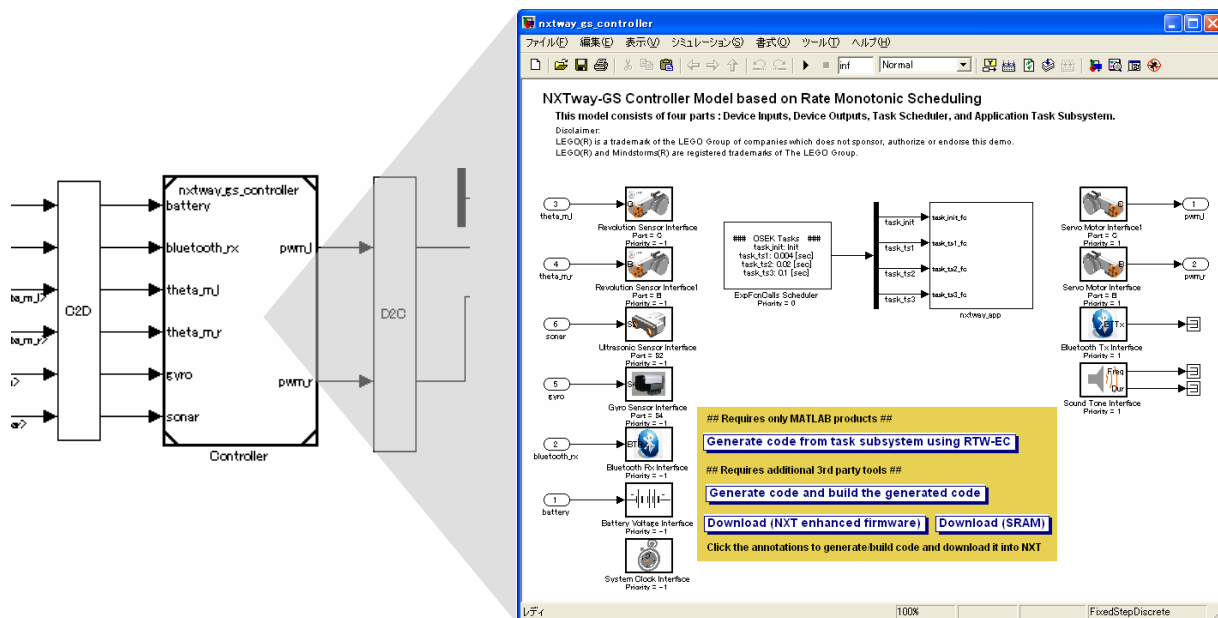 nxtway_gs_controller
battery
bluetooth_rx
pwm_l
theta_m_l
C2D
D2C
theta_m_r
gyro
pwm_r
sonar
Controller
nxtway_gs_controller
ファイル(F) 編集(E) 表示(V) シミュレーション(S) 書式(O) ツール(T) ヘルプ(H)
inf Normal
NXTway-GS Controller Model based on Rate Monotonic Scheduling
This model consists of four parts : Device Inputs, Device Outputs, Task Scheduler, and Application Task Subsystem.
Disclaimer:
LEGO(R) is a trademark of the LEGO Group of companies which does not sponsor, authorize or endorse this demo.
LEGO(R) and Mindstorms(R) are registered trademarks of The LEGO Group.
3
theta_m_l
Revolution Sensor Interface
Port = C
Priority = -1
4
theta_m_r
Revolution Sensor Interface1
Port = B
Priority = -1
6
sonar
Ultrasonic Sensor Interface
Port = S2
Priority = -1
5
gyro
Gyro Sensor Interface
Port = S4
Priority = -1
2
bluetooth_rx
Bluetooth Rx Interface
Priority = -1
1
battery
Battery Voltage Interface
Priority = -1
System Clock Interface
Priority = -1
### OSEK Tasks ###
task_init: Init
task_ts1: 0.004 [sec]
task_ts2: 0.02 [sec]
task_ts3: 0.1 [sec]
ExpFcnCalls Scheduler
Priority = 0
task_init
task_ts1
task_ts2
task_ts3
task_init_fc
task_ts1_fc
task_ts2_fc
task_ts3_fc
nxtway_app
Servo Motor Interface1
Port = C
Priority = 1
1
pwm_l
Servo Motor Interface
Port = B
Priority = 1
2
pwm_r
BT Tx
Bluetooth Tx Interface
Priority = 1
Freq
Dur
Sound Tone Interface
Priority = 1
## Requires only MATLAB products ##
Generate code from task subsystem using RTW-EC
## Requires additional 3rd party tools ##
Generate code and build the generated code
Download (NXT enhanced firmware) Download (SRAM)
Click the annotations to generate/build code and download it into NXT
レディ 100% FixedStepDiscrete